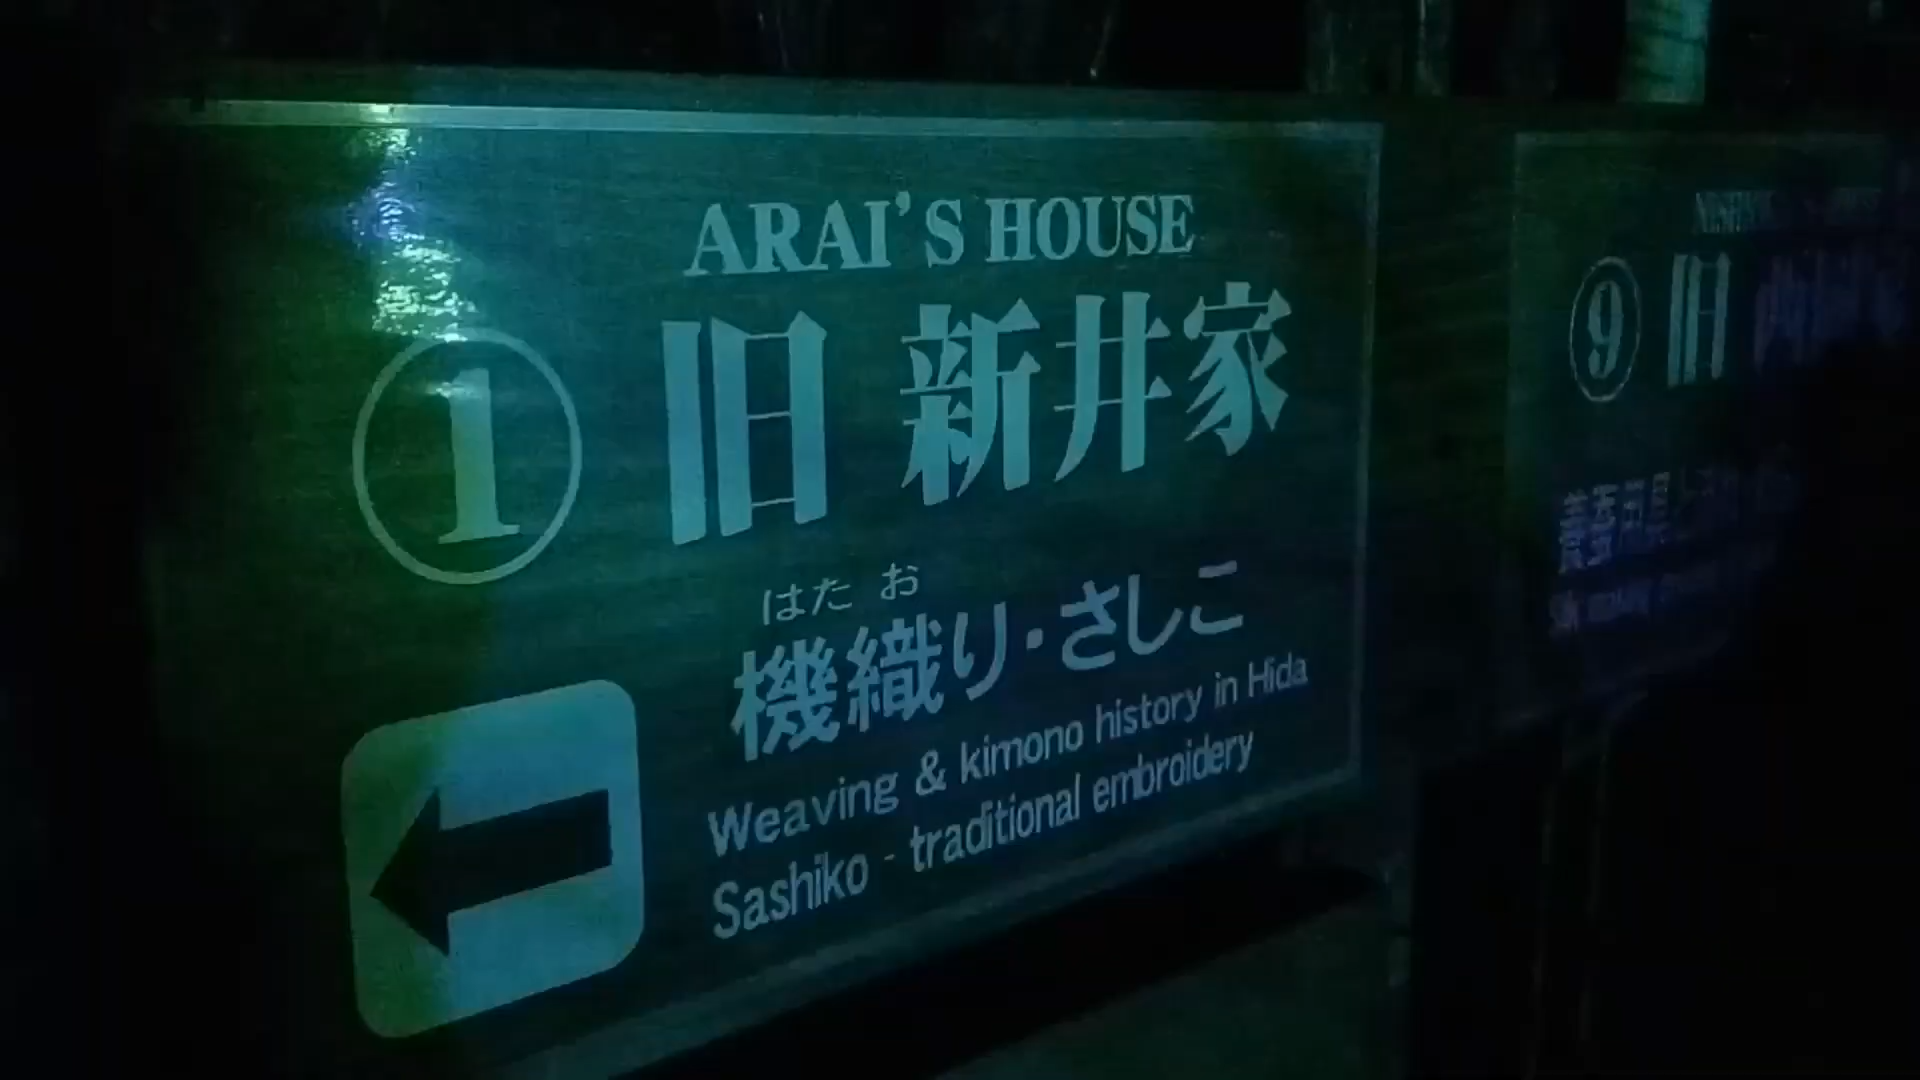 ARAI'S HOUSE
① 旧 新井家
はた お
機織り・さしこ
Weaving & kimono history in Hida
Sashiko - traditional embroidery
⑨ 旧